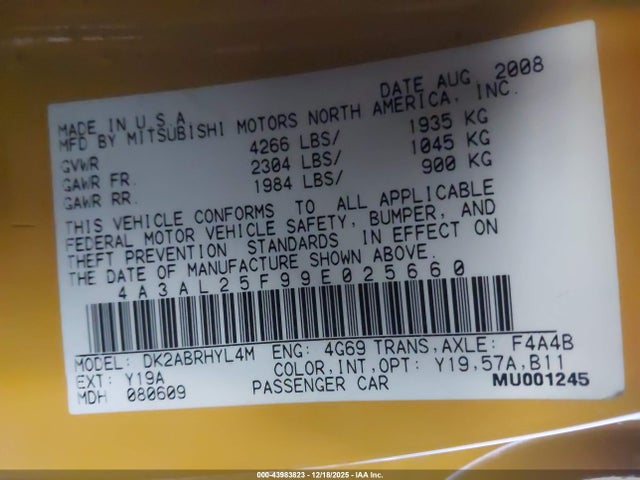 DATE AUG. 2008
MADE IN U.S.A.
MFD BY MITSUBISHI MOTORS NORTH AMERICA, INC.
GVWR 4266 LBS/ 1935 KG
GAWR FR. 2304 LBS/ 1045 KG
GAWR RR. 1984 LBS/ 900 KG
THIS VEHICLE CONFORMS TO ALL APPLICABLE
FEDERAL MOTOR VEHICLE SAFETY, BUMPER, AND
THEFT PREVENTION STANDARDS IN EFFECT ON
THE DATE OF MANUFACTURE SHOWN ABOVE.
4A3AL25F99E025660
MODEL: DK2ABRHYL4M ENG: 4G69 TRANS,AXLE: F4A4B
EXT: Y19A COLOR,INT,OPT: Y19,57A,B11
MDH 080609 PASSENGER CAR MU001245
000-43983823 - 12/18/2025 - IAA Inc.